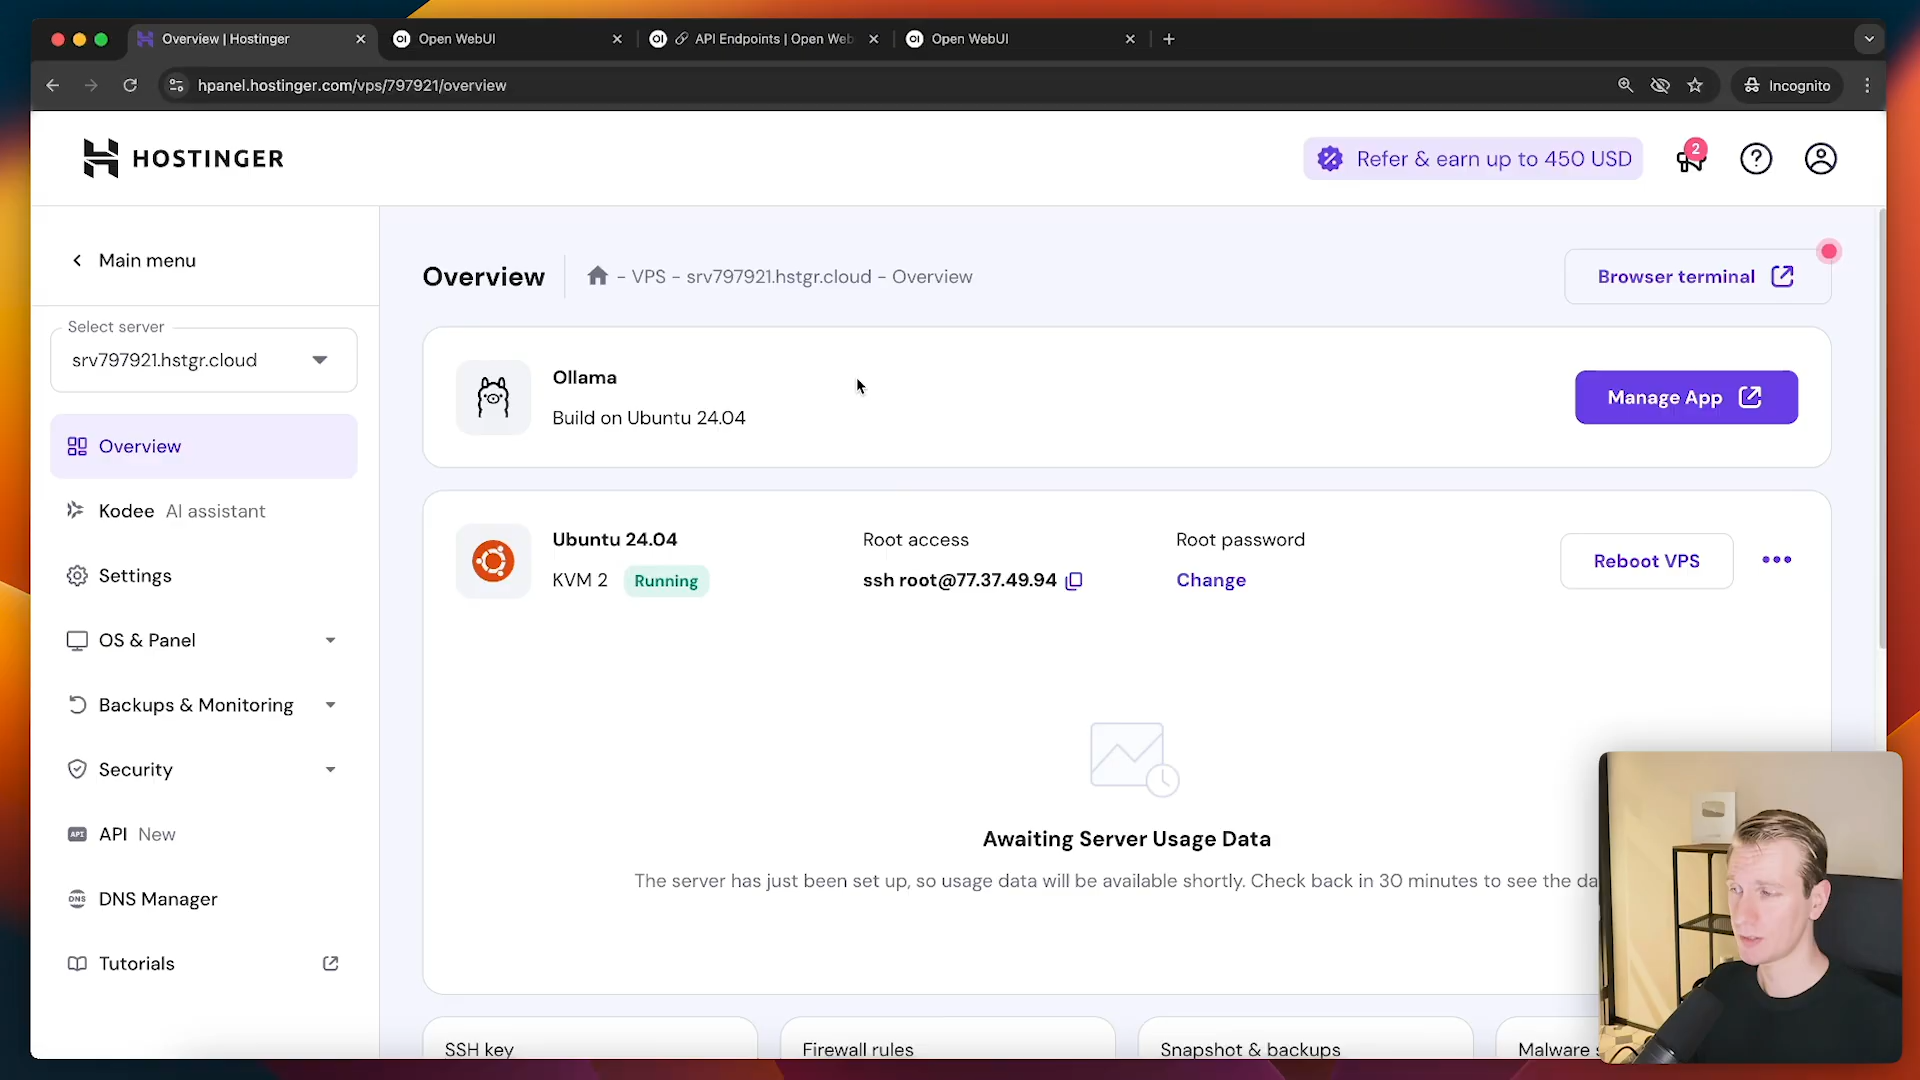 Overview | Hostinger
Open WebUI
API Endpoints | Open Web
Open WebUI
hpanel.hostinger.com/vps/797921/overview
Incognito
HOSTINGER
Refer & earn up to 450 USD
2
Main menu
Overview
– VPS – srv797921.hstgr.cloud – Overview
Browser terminal
Select server
srv797921.hstgr.cloud
Ollama
Build on Ubuntu 24.04
Manage App
Overview
Kodee AI assistant
Settings
OS & Panel
Backups & Monitoring
Security
API API New
DNS DNS Manager
Tutorials
Ubuntu 24.04
KVM 2 Running
Root access
ssh root@77.37.49.94
Root password
Change
Reboot VPS
Awaiting Server Usage Data
The server has just been set up, so usage data will be available shortly. Check back in 30 minutes to see the da
SSH key
Firewall rules
Snapshot & backups
Malware